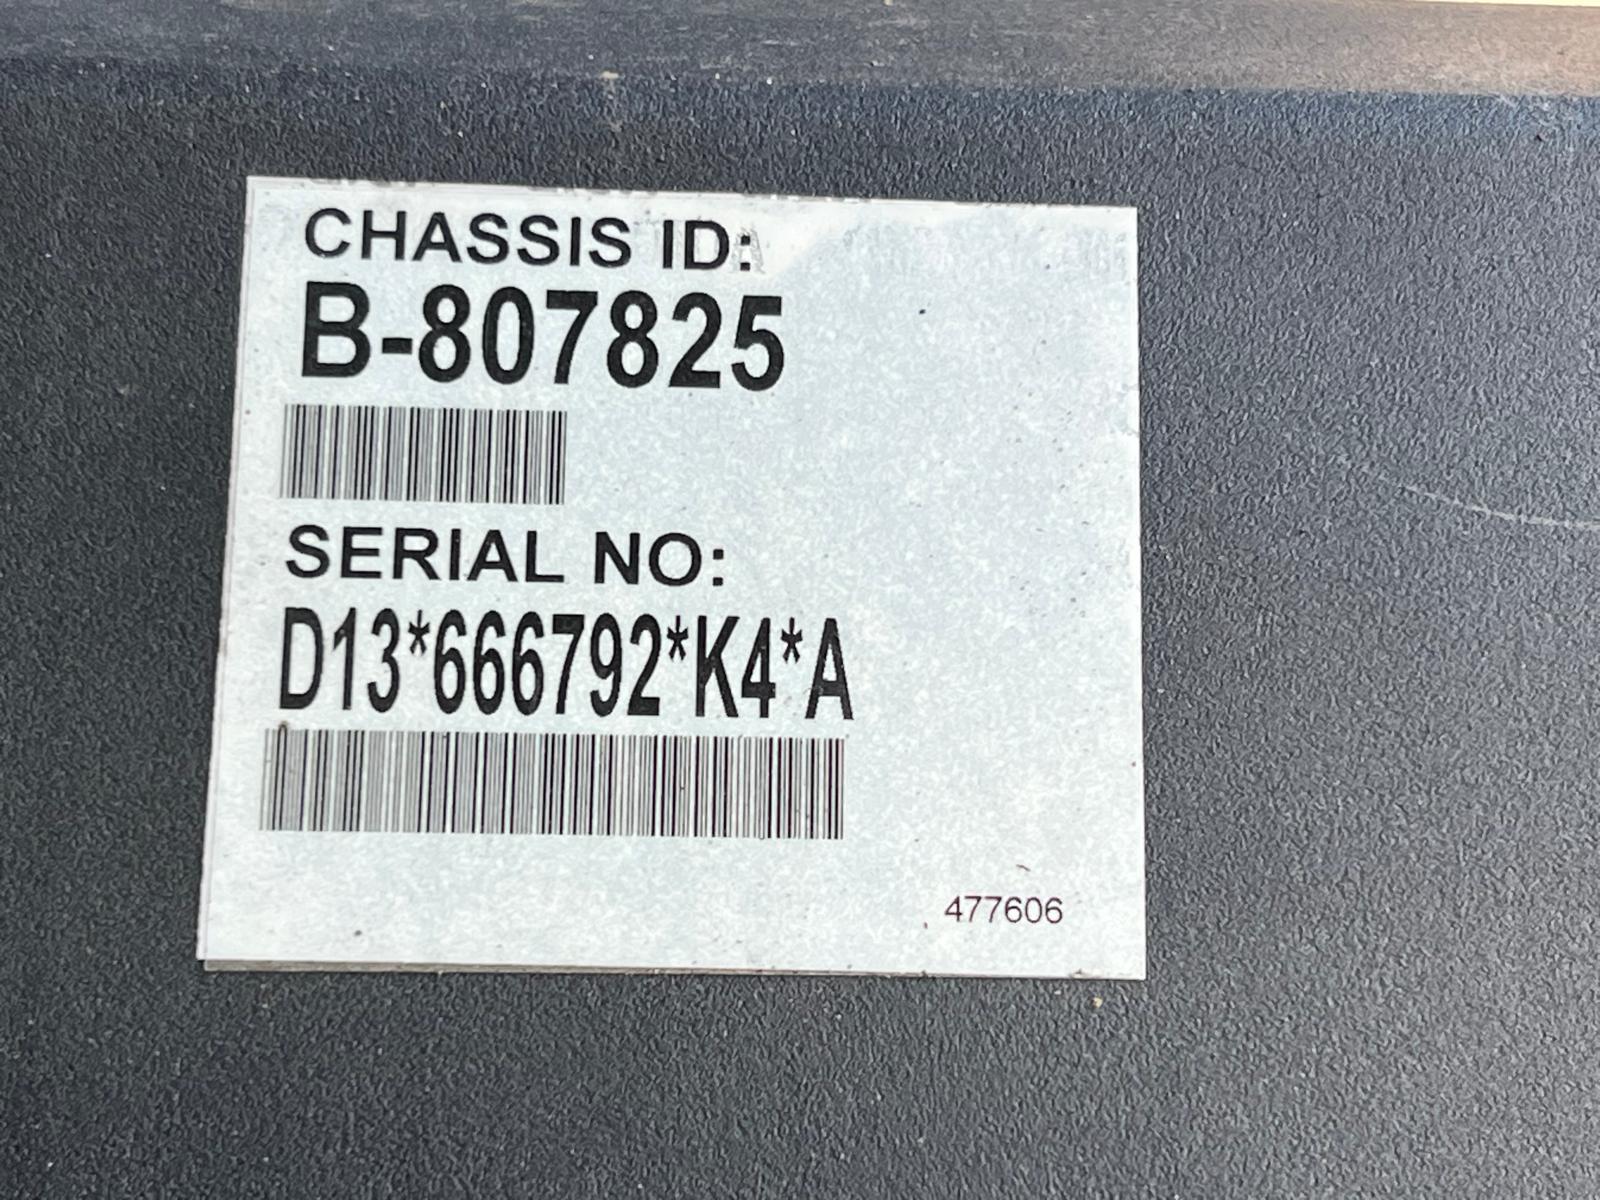 CHASSIS ID:
B-807825
SERIAL NO:
D13*666792*K4*A
477606